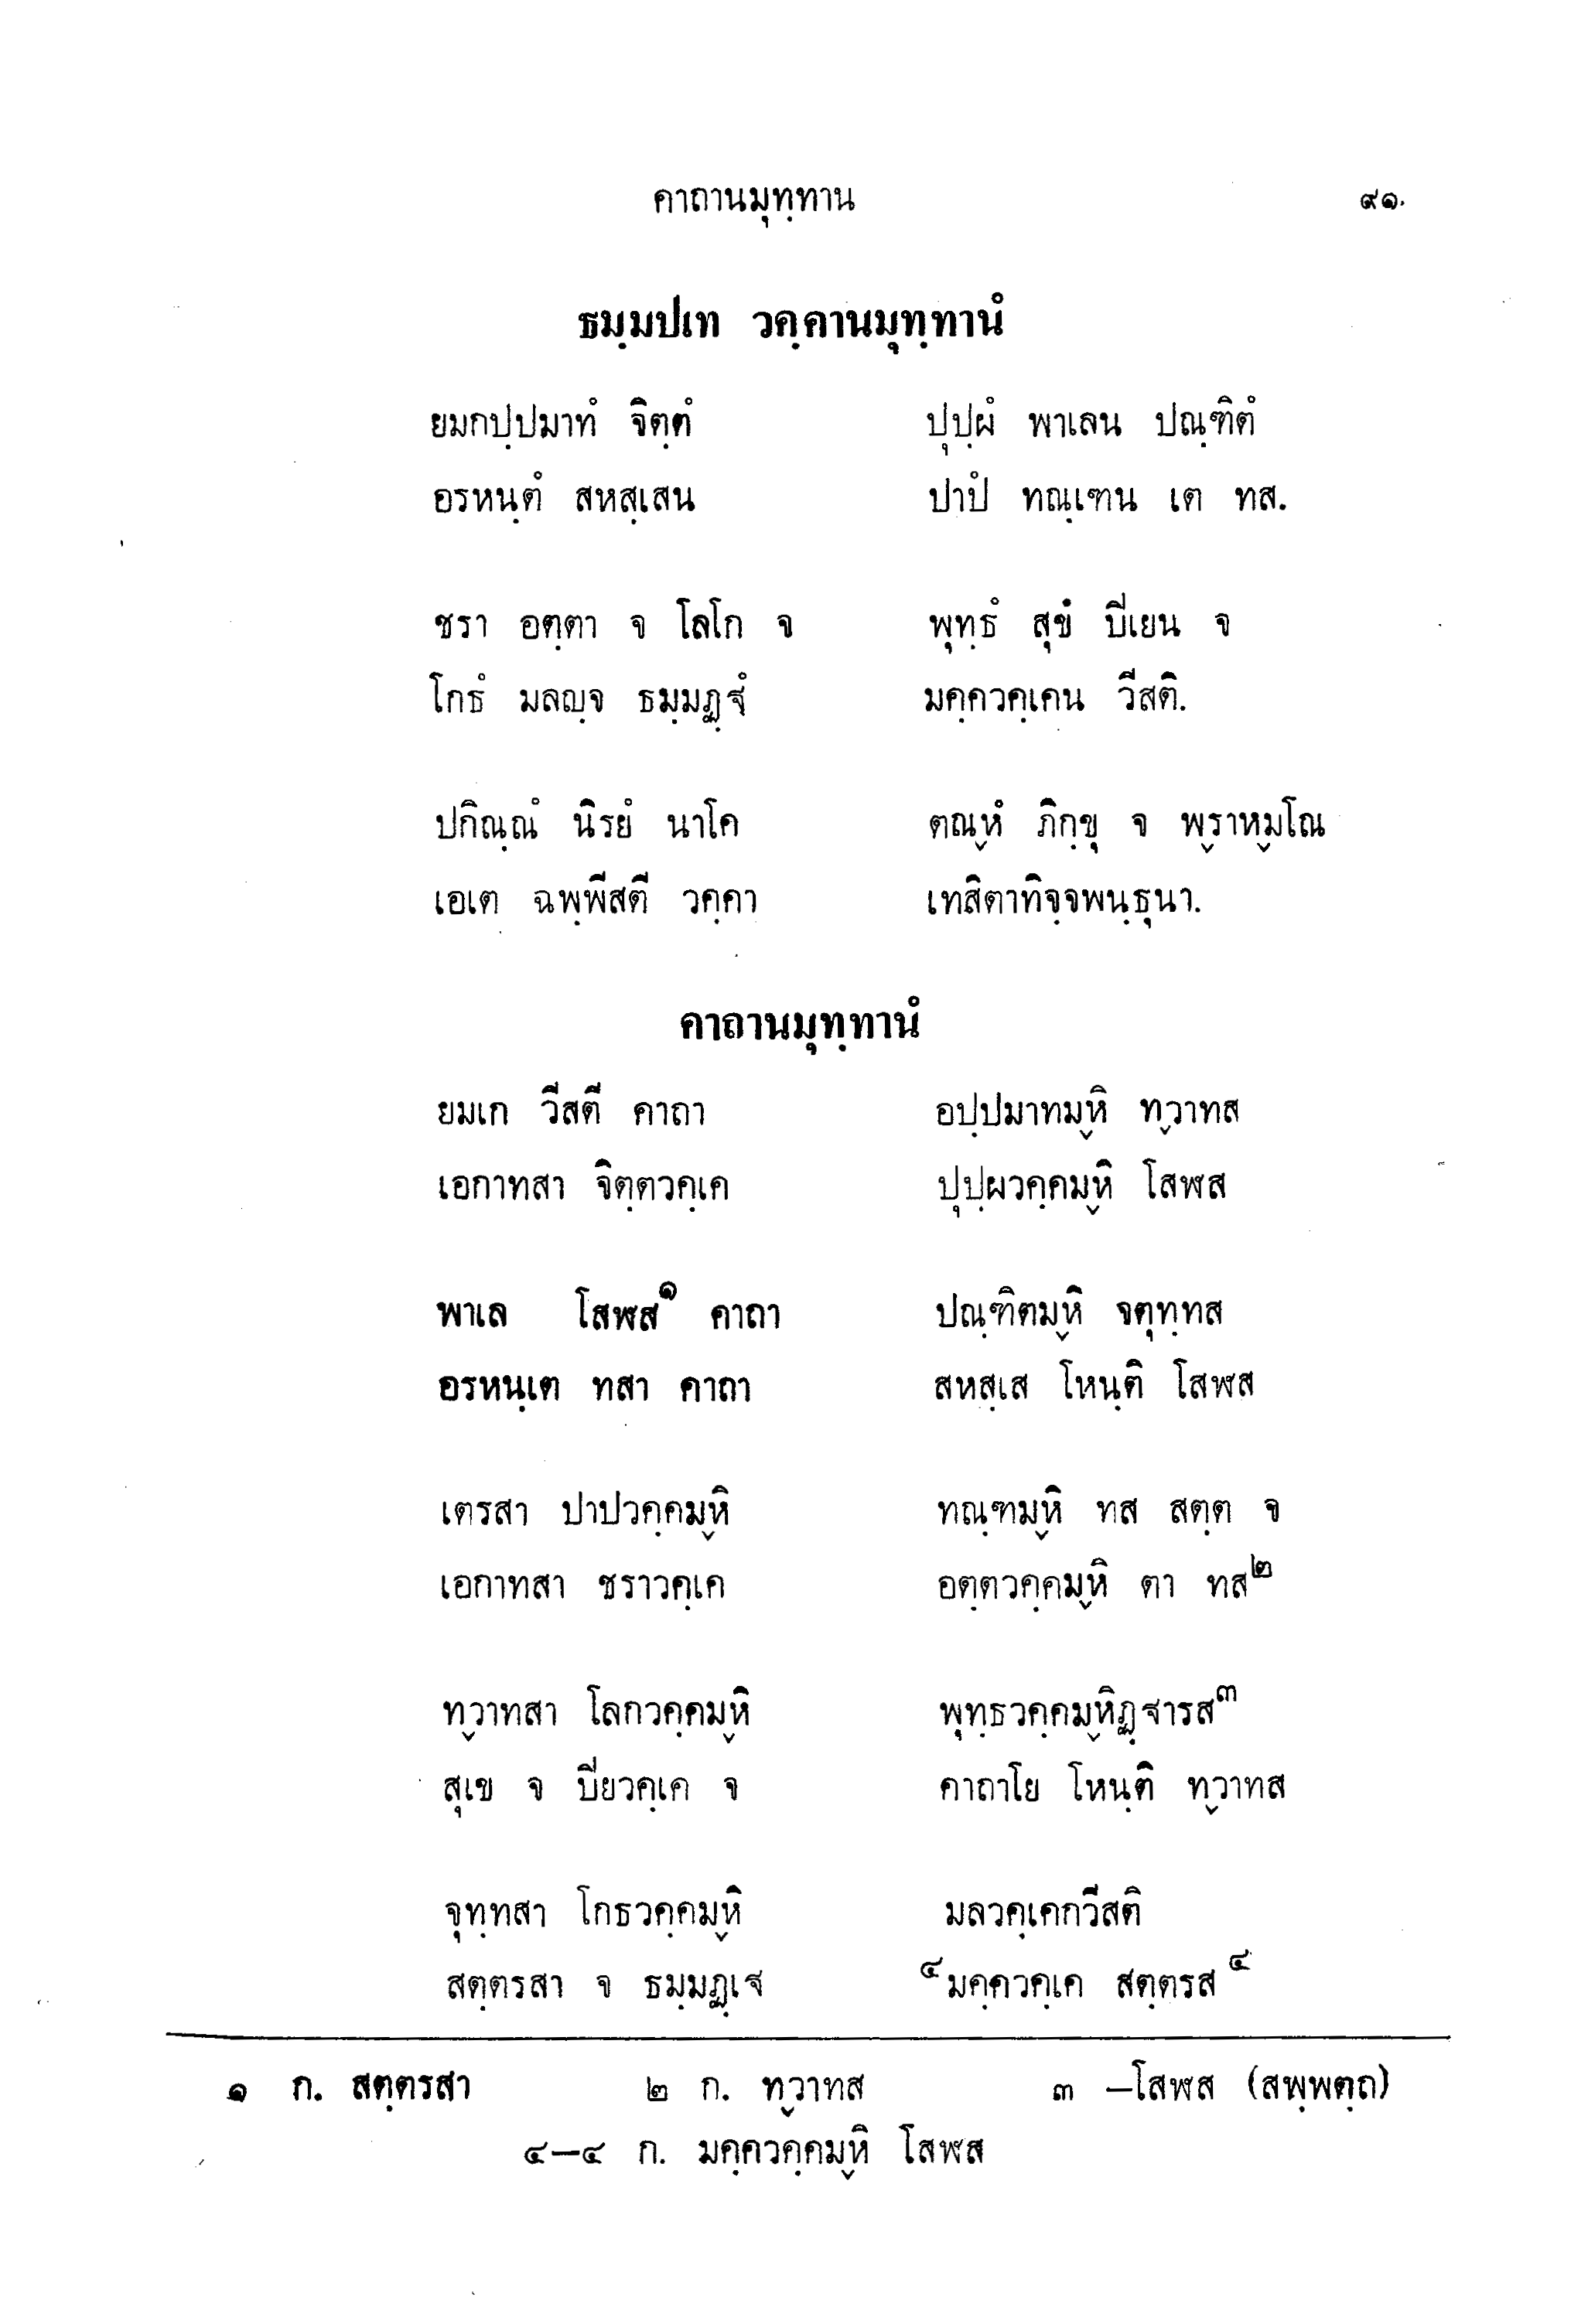 คาถานมุทฺทาน ๙๑
ธมฺมปเท วคฺคานมุทฺทานํ
ยมกปฺปมาทํ จิตฺตํ ปุปฺผํ พาเลน ปณฺฑิตํ
อรหนฺตํ สหสฺเสน ปาปํ ทณฺเฑน เต ทส.
ชรา อตฺตา จ โลโก จ พุทฺธํ สุขํ ปิเยน จ
โกธํ มลญฺจ ธมฺมฏฺฐํ มคฺควคฺเคน วีสติ.
ปกิณฺณํ นิรยํ นาโค ตณฺหํ ภิกฺขุ จ พฺราหฺมโณ
เอเต ฉพฺพีสตี วคฺคา เทสิตาทิจฺจพนฺธุนา.
คาถานมุทฺทานํ
ยมเก วีสตี คาถา อปฺปมาทมฺหิ ทฺวาทส
เอกาทสา จิตฺตวคฺเค ปุปฺผวคฺคมฺหิ โสฬส
พาเล โสฬส๑ คาถา ปณฺฑิตมฺหิ จตุทฺทส
อรหนฺเต ทสา คาถา สหสฺเส โหนฺติ โสฬส
เตรสา ปาปวคฺคมฺหิ ทณฺฑมฺหิ ทส สตฺต จ
เอกาทสา ชราวคฺเค อตฺตวคฺคมฺหิ ตา ทส๒
ทฺวาทสา โลกวคฺคมฺหิ พุทฺธวคฺคมฺหิฏฺฐารส๓
สุเข จ ปิยวคฺเค จ คาถาโย โหนฺติ ทฺวาทส
จุทฺทสา โกธวคฺคมฺหิ มลวคฺเคกวีสติ
สตฺตรสา จ ธมฺมฏฺเฐ ๔มคฺควคฺเค สตฺตรส๔
๑ ก. สตฺตรสา ๒ ก. ทฺวาทส ๓ –โสฬส (สพฺพตฺถ)
๔–๔ ก. มคฺควคฺคมฺหิ โสฬส